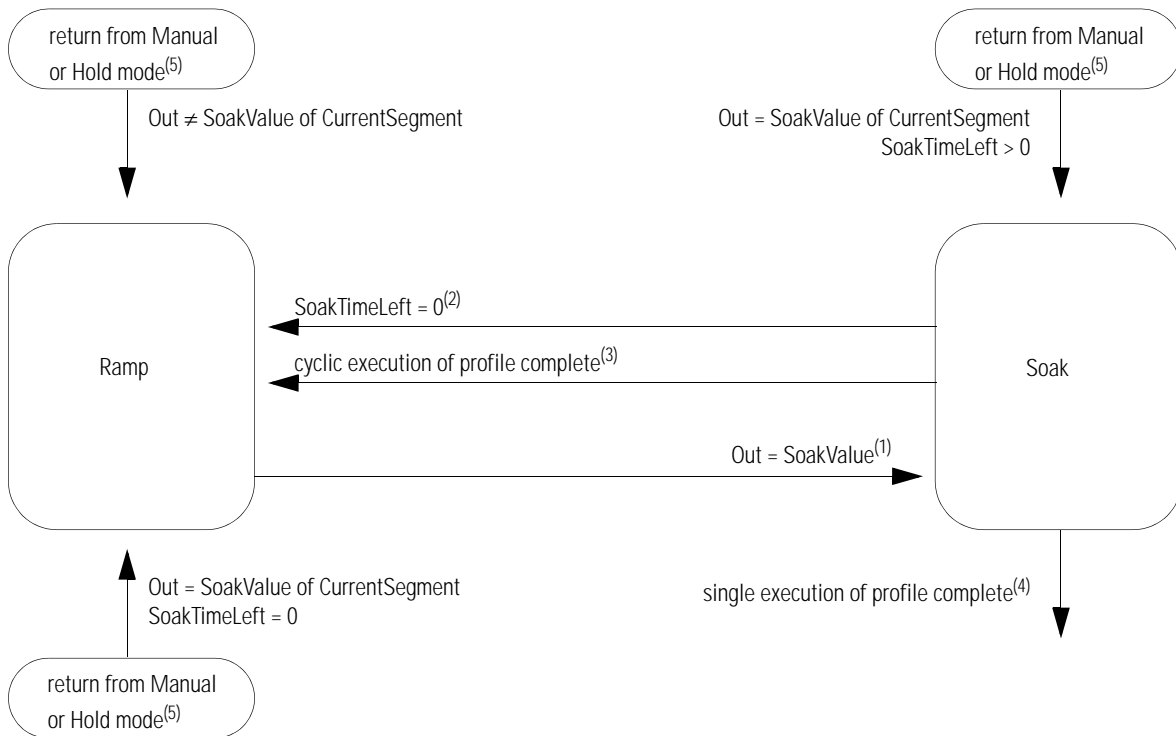 return from Manual
or Hold mode(5)
return from Manual
or Hold mode(5)
Out ≠ SoakValue of CurrentSegment
Out = SoakValue of CurrentSegment
SoakTimeLeft > 0
SoakTimeLeft = 0(2)
cyclic execution of profile complete(3)
Ramp
Soak
Out = SoakValue(1)
Out = SoakValue of CurrentSegment
SoakTimeLeft = 0
single execution of profile complete(4)
return from Manual
or Hold mode(5)